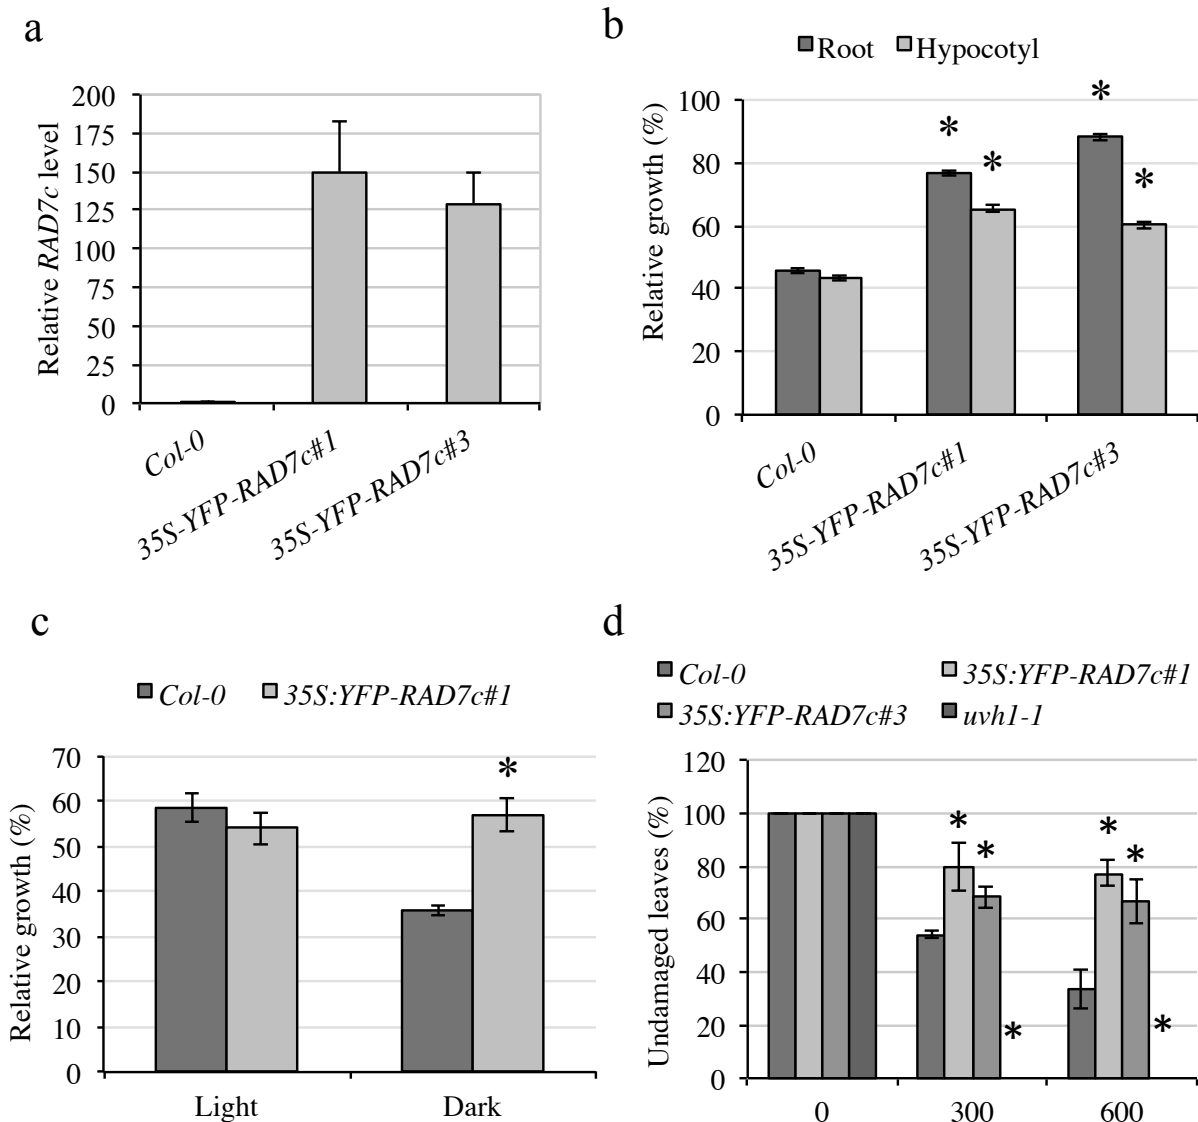 a
Relative RAD7c level
200
175
150
125
100
75
50
25
0
Col-0
35S-YFP-RAD7c#1
35S-YFP-RAD7c#3
b
Root Hypocotyl
Relative growth (%)
100
80
60
40
20
0
* * * *
Col-0
35S-YFP-RAD7c#1
35S-YFP-RAD7c#3
c
Col-0 35S:YFP-RAD7c#1
Relative growth (%)
70
60
50
40
30
20
10
0
*
Light Dark
d
Col-0 35S:YFP-RAD7c#1
35S:YFP-RAD7c#3 uvh1-1
Undamaged leaves (%)
120
100
80
60
40
20
0
* * * * * *
0 300 600